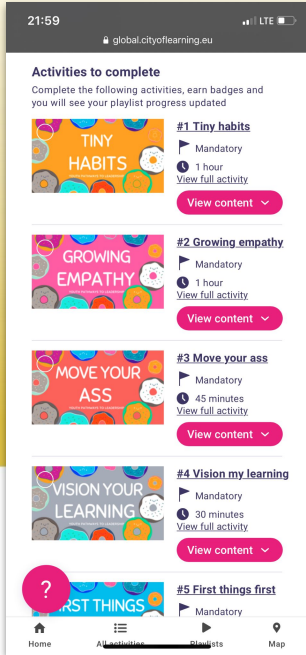 21:59
LTE
global.cityoflearning.eu
Activities to complete
Complete the following activities, earn badges and
you will see your playlist progress updated
TINY
HABITS
#1 Tiny habits
Mandatory
1 hour
View full activity
View content
GROWING
EMPATHY
#2 Growing empathy
Mandatory
1 hour
View full activity
View content
MOVE YOUR
ASS
#3 Move your ass
Mandatory
45 minutes
View full activity
View content
VISION YOUR
LEARNING
#4 Vision my learning
Mandatory
30 minutes
View full activity
View content
THINGS
#5 First things first
Mandatory
?
Home
All activities
Playlists
Map